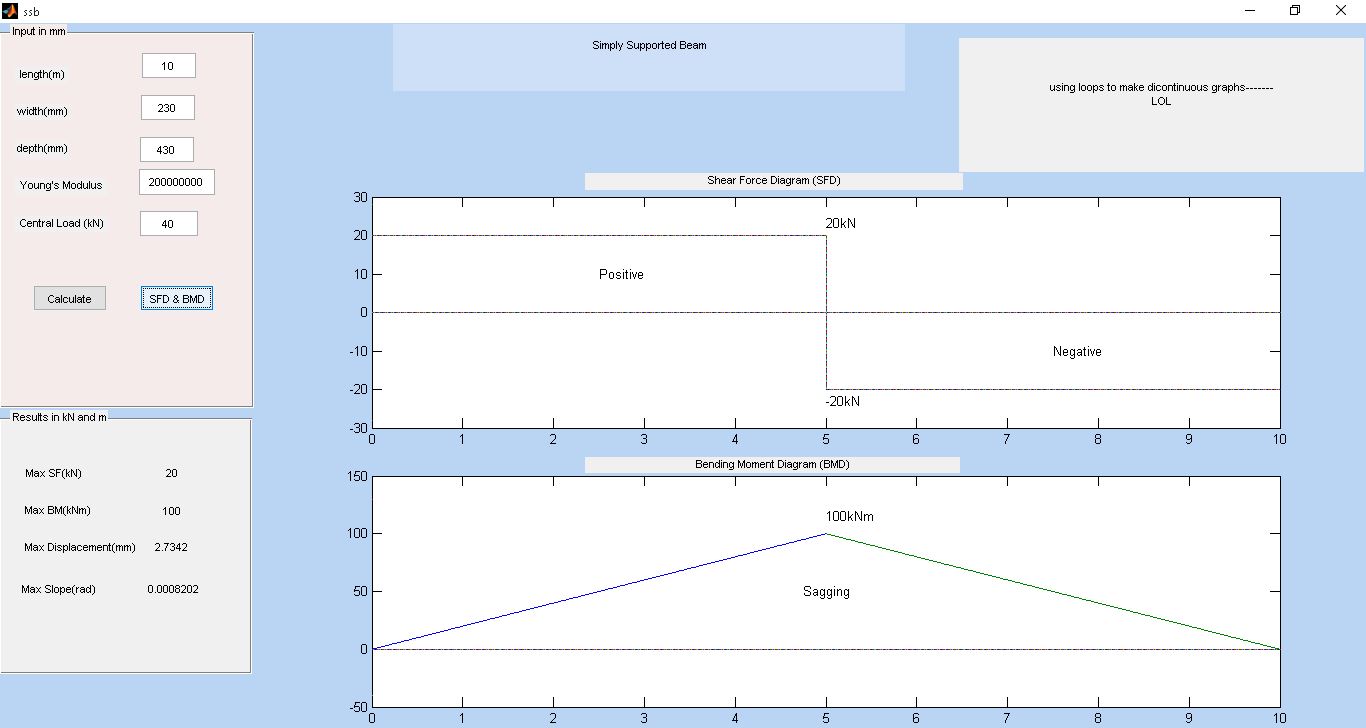 ssb
Input in mm
length(m) 10
width(mm) 230
depth(mm) 430
Young's Modulus 200000000
Central Load (kN) 40
Calculate SFD & BMD
Results in kN and m
Max SF(kN) 20
Max BM(kNm) 100
Max Displacement(mm) 2.7342
Max Slope(rad) 0.0008202
Simply Supported Beam
using loops to make dicontinuous graphs-------
LOL
Shear Force Diagram (SFD)
30
20
10
0
-10
-20
-30
20kN
Positive
Negative
-20kN
0 1 2 3 4 5 6 7 8 9 10
Bending Moment Diagram (BMD)
150
100
50
0
-50
100kNm
Sagging
0 1 2 3 4 5 6 7 8 9 10